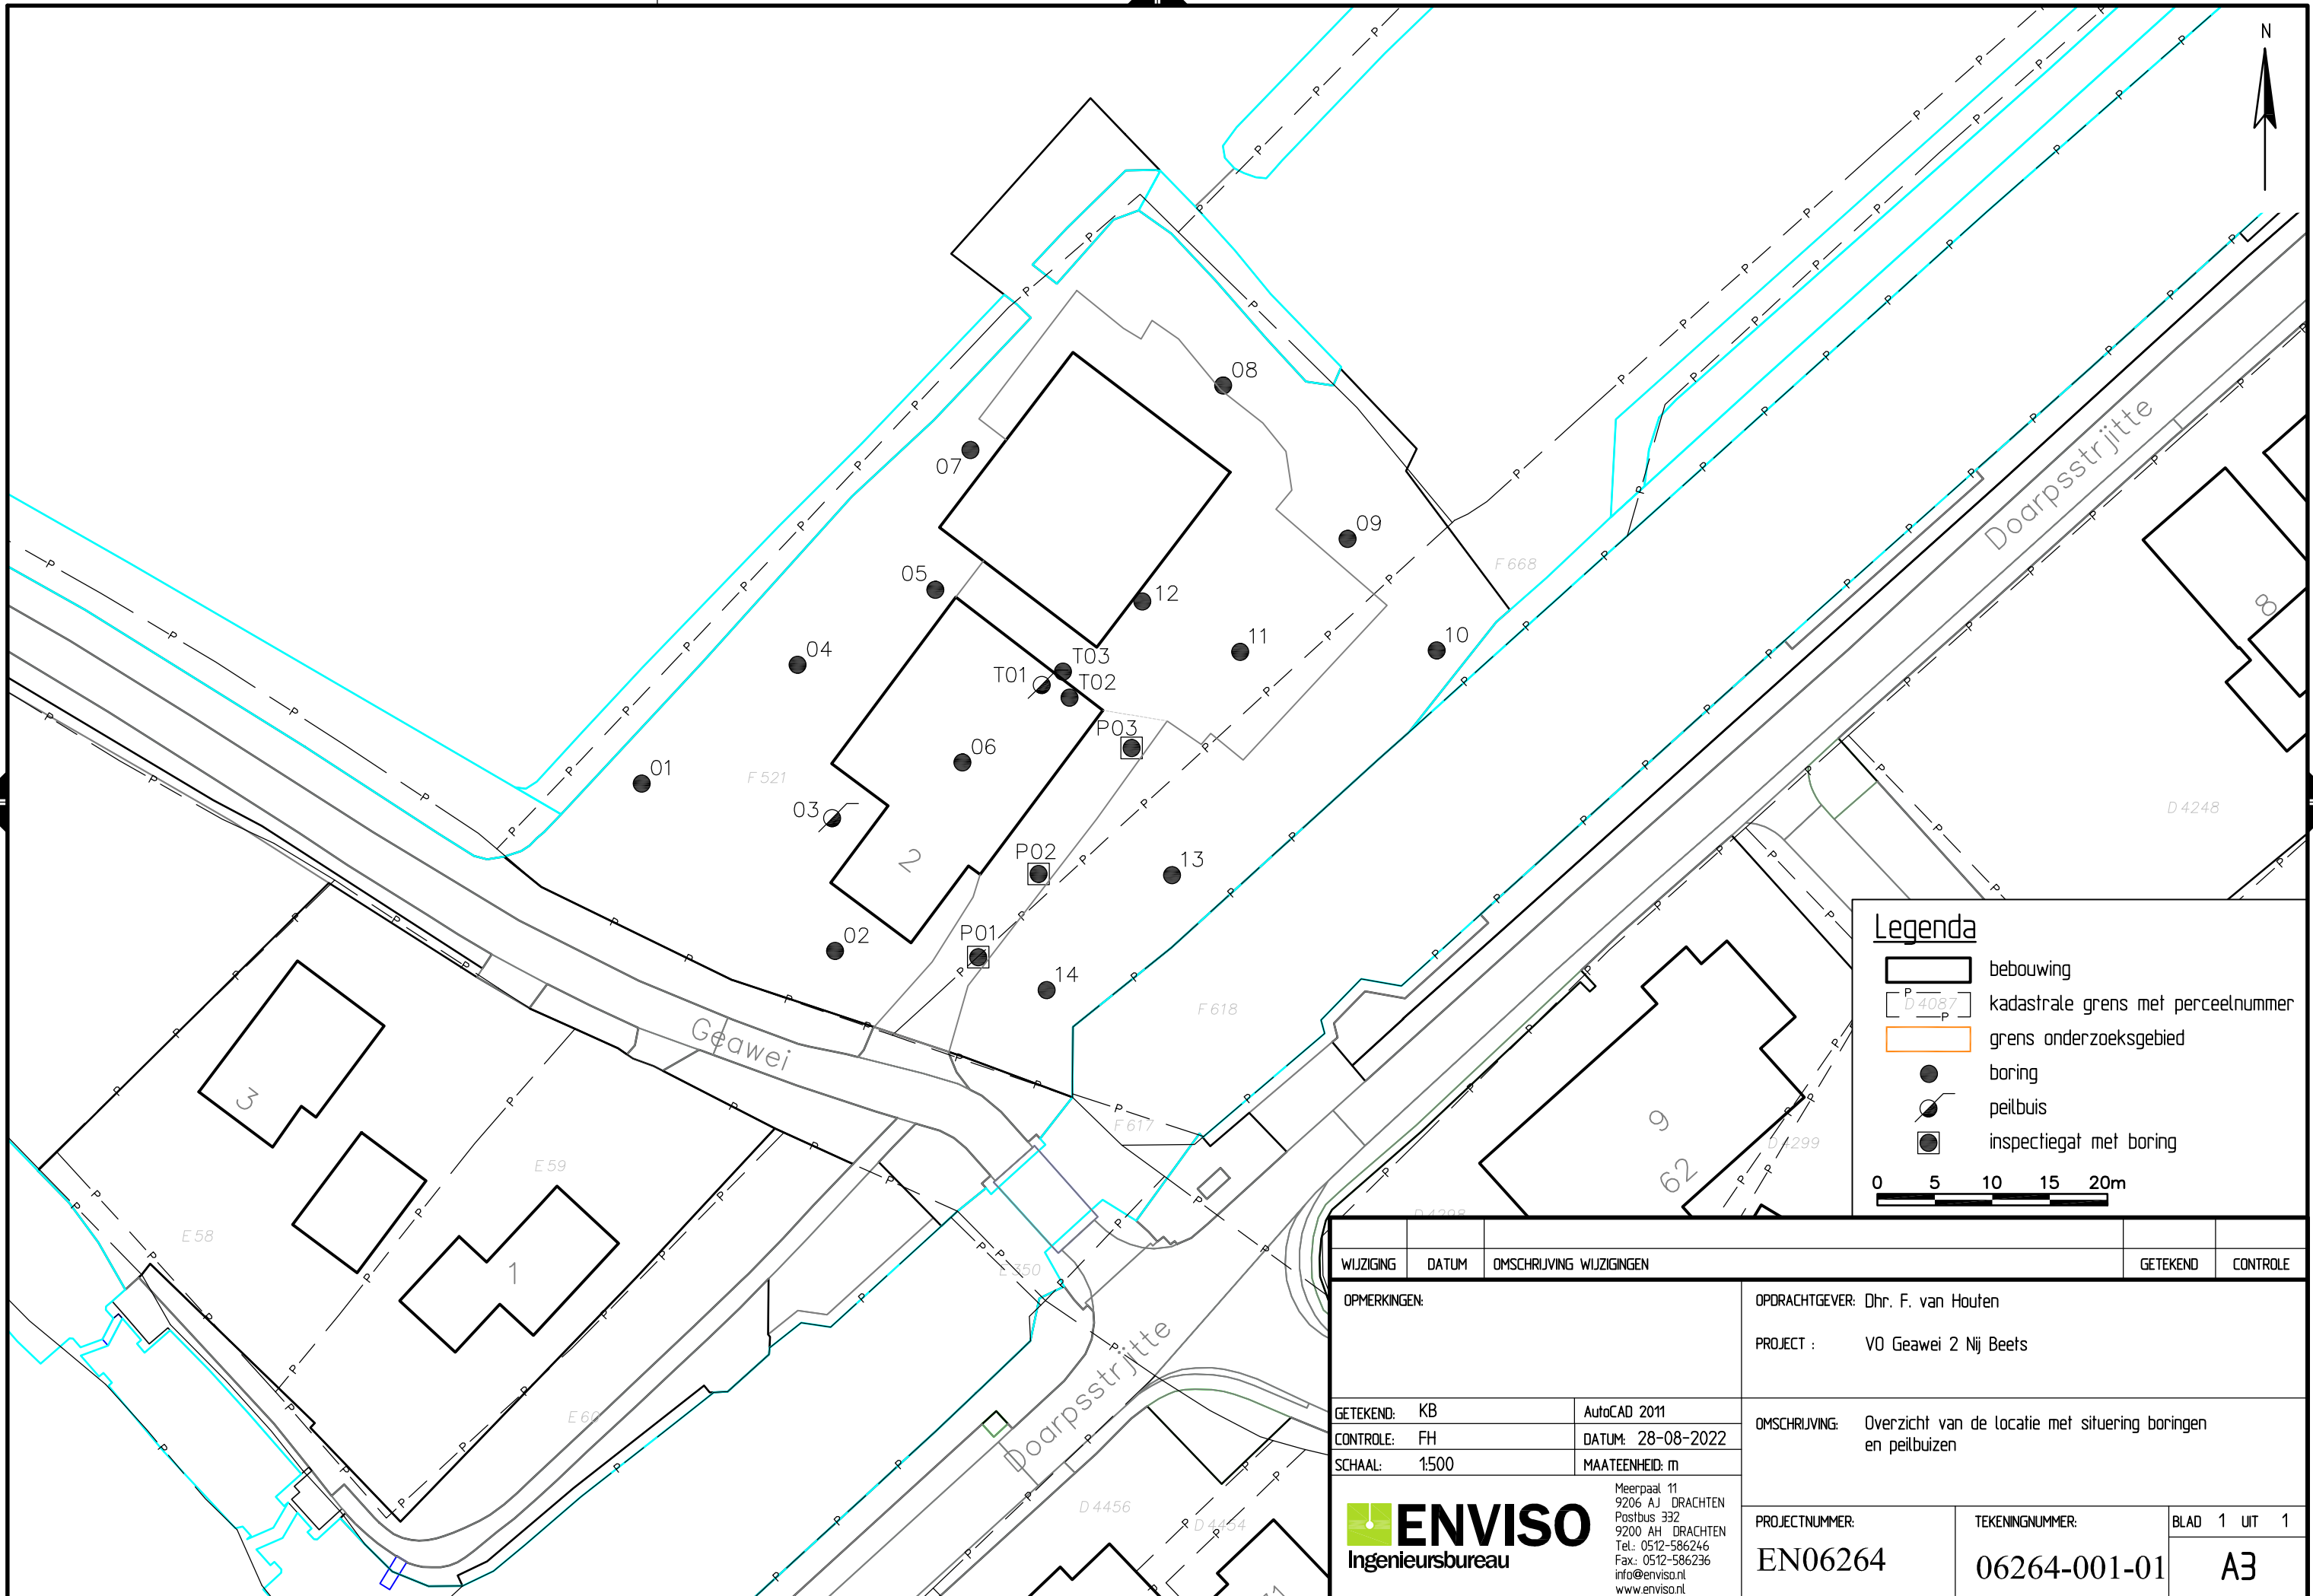 N
08
07
09
Doarpsstrjitte
05
12
F 668
8
11
10
04
T03
T01
T02
P03
06
01
F 521
03
D 4248
P02
2
13
02
P01
14
F 618
Geawei
3
F 617
E 59
E 58
1
E 350
E 60
9
62
D 4299
D 4298
Doarpsstrjitte
D 4456
D 4454
Legenda
bebouwing
P D 4087 P kadastrale grens met perceelnummer
grens onderzoeksgebied
boring
peilbuis
inspectiegat met boring
0 5 10 15 20m
WIJZIGING DATUM OMSCHRIJVING WIJZIGINGEN GETEKEND CONTROLE
OPMERKINGEN:
OPDRACHTGEVER: Dhr. F. van Houten
PROJECT : VO Geawei 2 Nij Beets
GETEKEND: KB AutoCAD 2011
CONTROLE: FH DATUM: 28-08-2022
SCHAAL: 1:500 MAATEENHEID: m
OMSCHRIJVING: Overzicht van de locatie met situering boringen
en peilbuizen
ENVISO
Ingenieursbureau
Meerpaal 11
9206 AJ DRACHTEN
Postbus 332
9200 AH DRACHTEN
Tel.: 0512-586246
Fax.: 0512-586236
info@enviso.nl
www.enviso.nl
PROJECTNUMMER:
EN06264
TEKENINGNUMMER:
06264-001-01
BLAD 1 UIT 1
A3